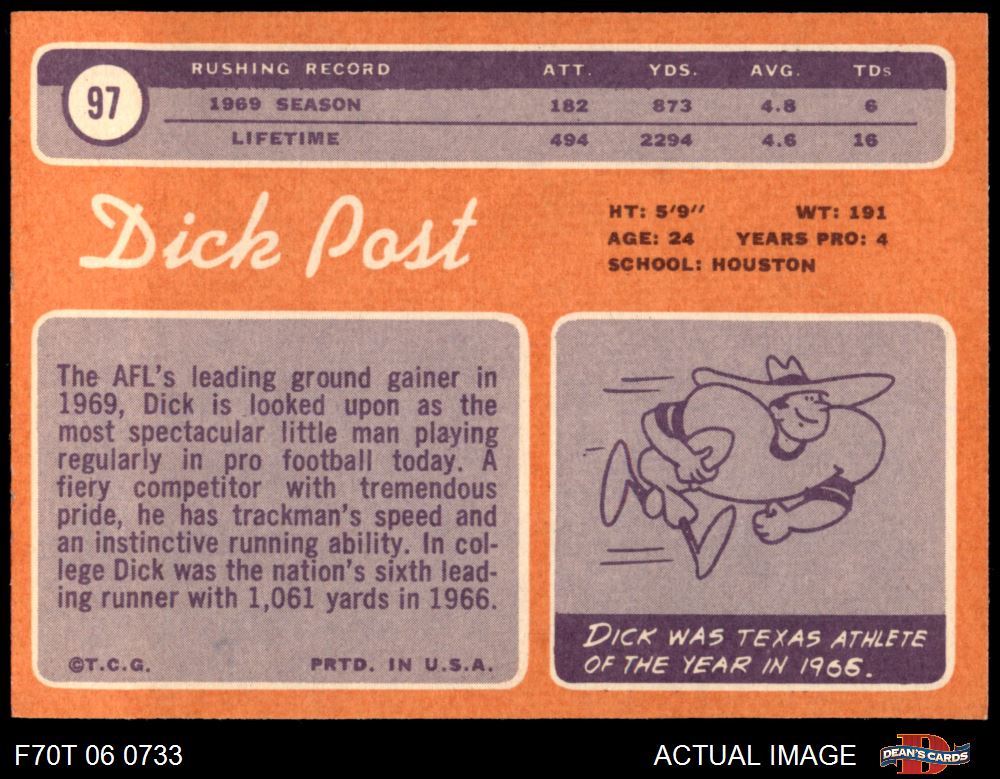 97
RUSHING RECORD ATT. YDS. AVG. TDs
1969 SEASON 182 873 4.8 6
LIFETIME 494 2294 4.6 16
Dick Post
HT: 5'9" WT: 191
AGE: 24 YEARS PRO: 4
SCHOOL: HOUSTON
The AFL's leading ground gainer in
1969, Dick is looked upon as the
most spectacular little man playing
regularly in pro football today. A
fiery competitor with tremendous
pride, he has trackman's speed and
an instinctive running ability. In col-
lege Dick was the nation's sixth lead-
ing runner with 1,061 yards in 1966.
©T.C.G. PRTD. IN U.S.A.
DICK WAS TEXAS ATHLETE
OF THE YEAR IN 1965.
F70T 06 0733
ACTUAL IMAGE
DEAN'S CARDS